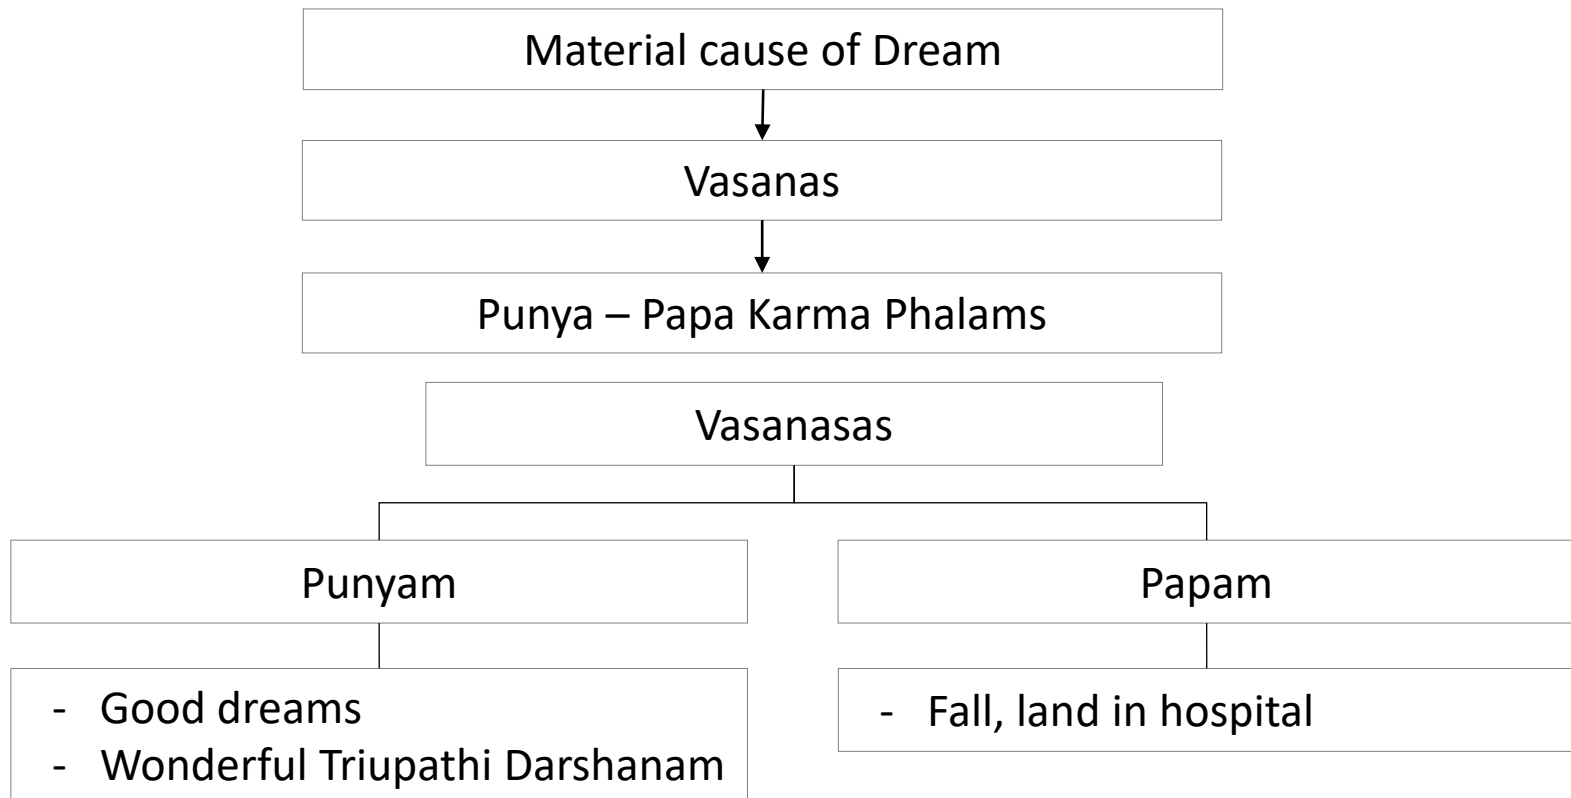 Material cause of Dream
Vasanas
Punya – Papa Karma Phalams
Vasanasas
Punyam
Papam
- Good dreams
- Wonderful Triupathi Darshanam
- Fall, land in hospital